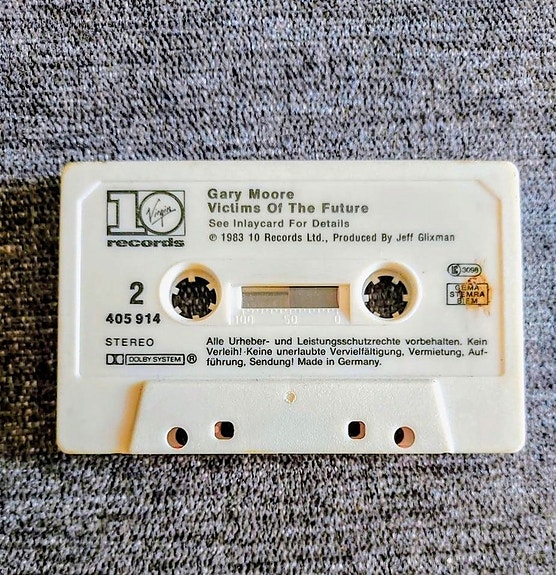 10
Virgin
records
Gary Moore
Victims Of The Future
See Inlaycard For Details
℗ 1983 10 Records Ltd., Produced By Jeff Glixman
2
405 914
100 50 0
K 3098
GEMA
STEMRA
BIEM
STEREO
DOLBY SYSTEM ®
Alle Urheber- und Leistungsschutzrechte vorbehalten. Kein
Verleih! Keine unerlaubte Vervielfältigung, Vermietung, Auf-
führung, Sendung! Made in Germany.